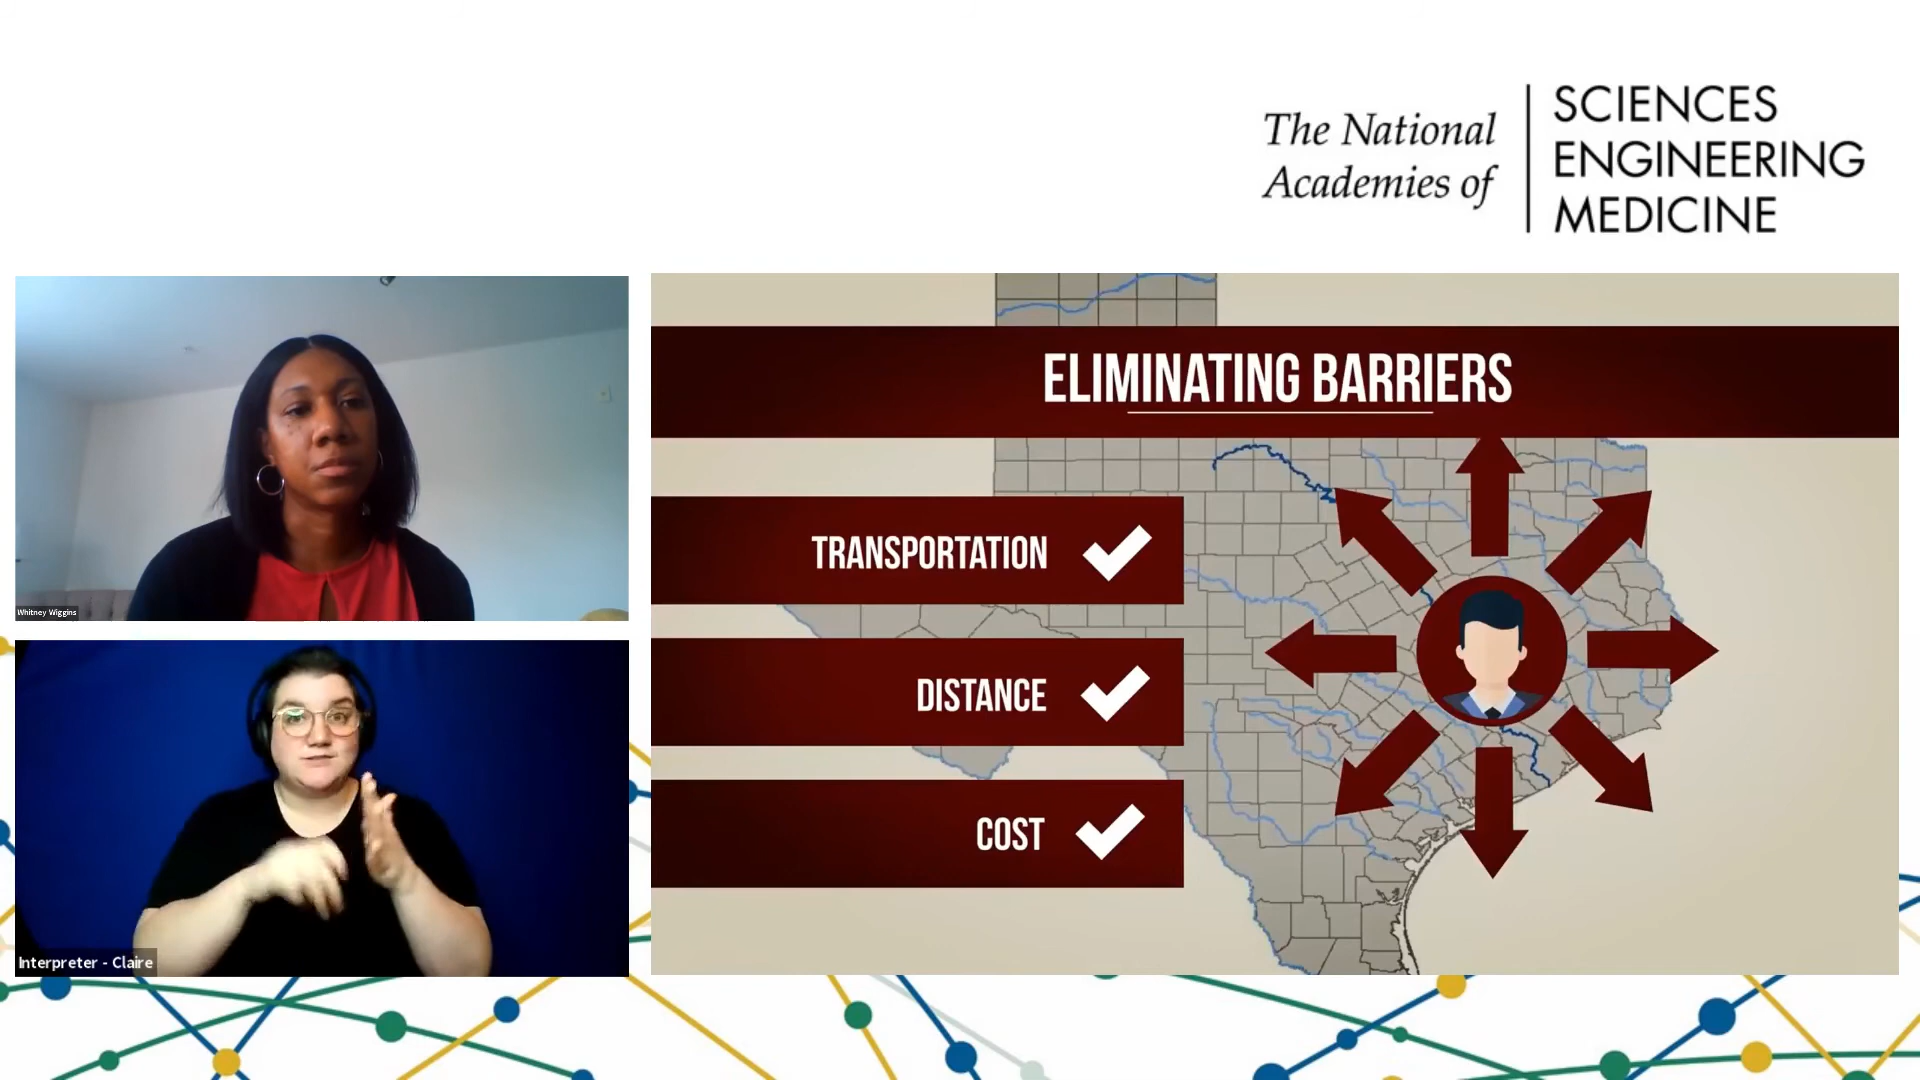 The National
Academies of
SCIENCES
ENGINEERING
MEDICINE
Whitney Wiggins
Interpreter - Claire
ELIMINATING BARRIERS
TRANSPORTATION
DISTANCE
COST